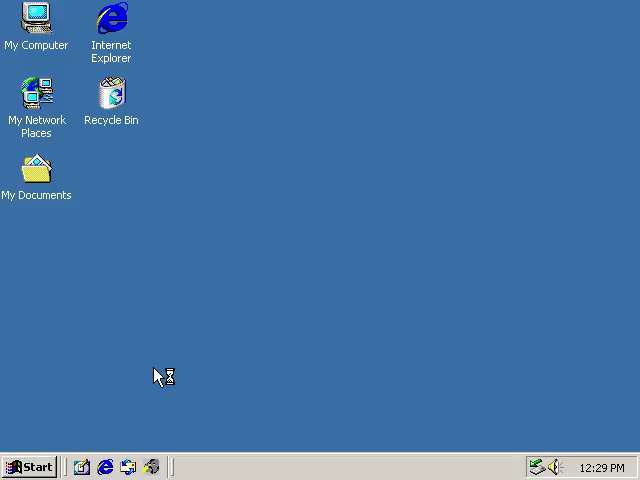 My Computer
Internet
Explorer
My Network
Places
Recycle Bin
My Documents
Start
12:29 PM